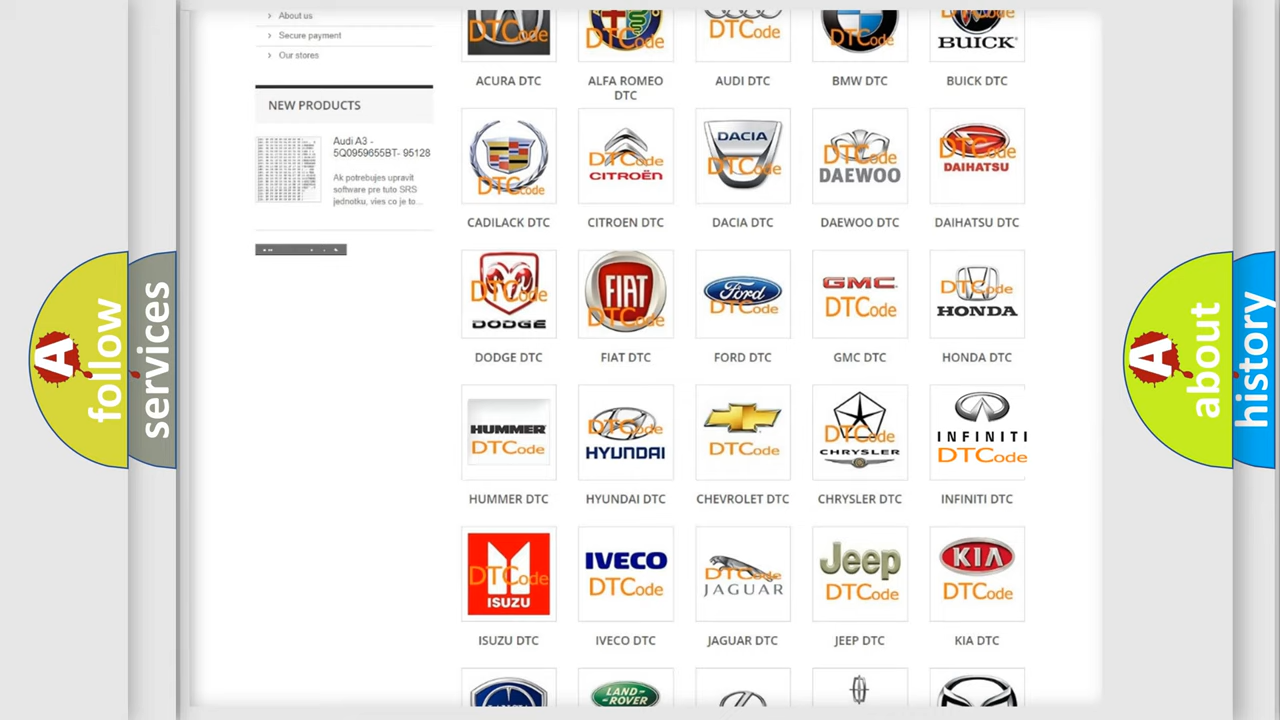 About us
Secure payment
Our stores
NEW PRODUCTS
Audi A3 -
5Q0959655BT- 95128
Ak potrebujes upravit
software pre tuto SRS
jednotku, vies co je to...
DTCode
DTCode
DTCode
DTCode
BUICK
ACURA DTC
ALFA ROMEO
DTC
AUDI DTC
BMW DTC
BUICK DTC
DTCode
DTCode
CITROËN
DACIA
DTCode
DTCode
DAEWOO
DTCode
DAIHATSU
CADILACK DTC
CITROEN DTC
DACIA DTC
DAEWOO DTC
DAIHATSU DTC
DTCode
DODGE
FIAT
DTCode
Ford
DTCode
GMC
DTCode
DTCode
HONDA
DODGE DTC
FIAT DTC
FORD DTC
GMC DTC
HONDA DTC
HUMMER
DTCode
DTCode
HYUNDAI
DTCode
DTCode
CHRYSLER
INFINITI
DTCode
HUMMER DTC
HYUNDAI DTC
CHEVROLET DTC
CHRYSLER DTC
INFINITI DTC
DTCode
ISUZU
IVECO
DTCode
DTCode
JAGUAR
Jeep
DTCode
KIA
DTCode
ISUZU DTC
IVECO DTC
JAGUAR DTC
JEEP DTC
KIA DTC
LAND-
ROVER
A
follow
services
A
about
history